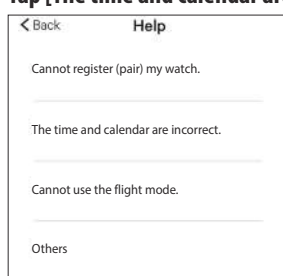 Tap [The time and calendar are
< Back Help
Cannot register (pair) my watch.
The time and calendar are incorrect.
Cannot use the flight mode.
Others